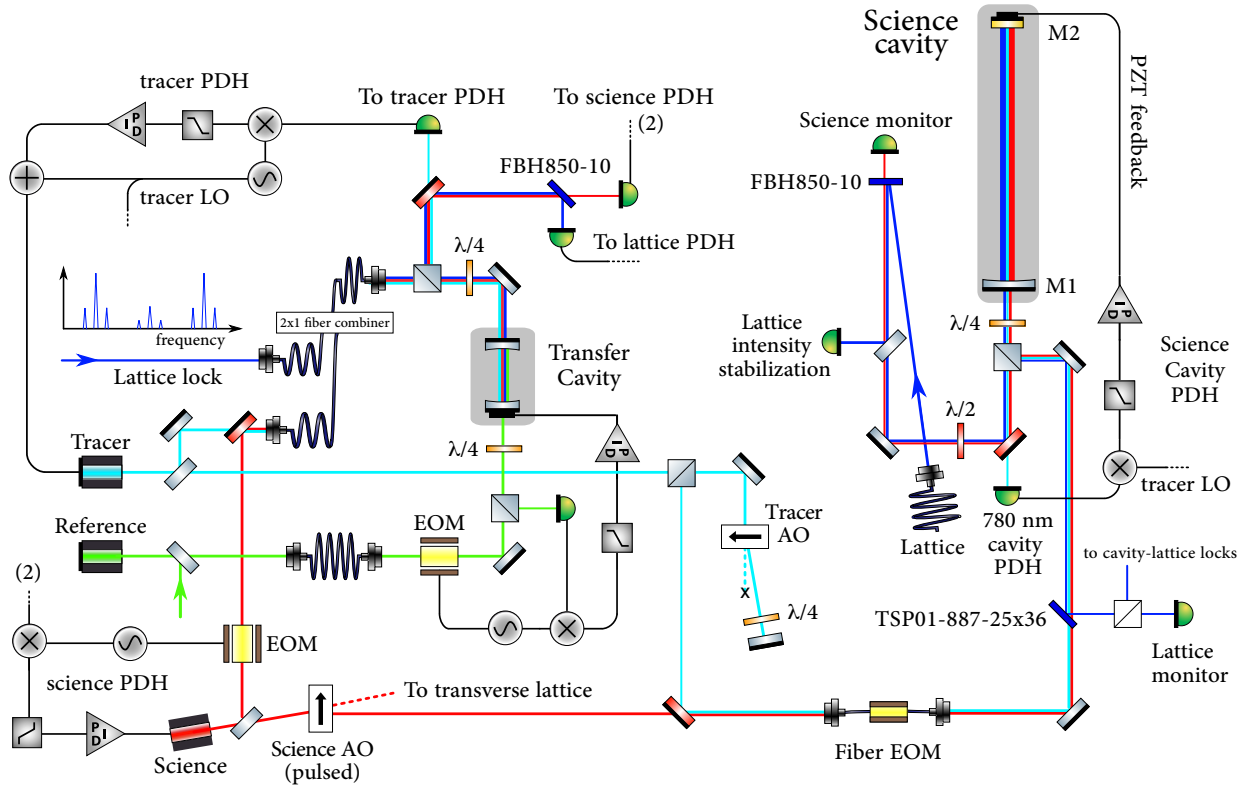 Science
cavity
M2
tracer PDH
To tracer PDH
To science PDH
(2)
PZT feedback
P
I
D
Science monitor
FBH850-10
FBH850-10
tracer LO
To lattice PDH
λ/4
M1
2x1 fiber combiner
frequency
Lattice lock
Transfer
Cavity
Lattice
intensity
stabilization
λ/4
P
I
D
Science
Cavity
PDH
λ/2
Tracer
λ/4
P
I
D
tracer LO
Reference
EOM
Tracer
AO
Lattice
780 nm
cavity
PDH
to cavity-lattice locks
x
(2)
λ/4
TSP01-887-25x36
EOM
Lattice
monitor
science PDH
To transverse lattice
P
I
D
Science
Science AO
(pulsed)
Fiber EOM